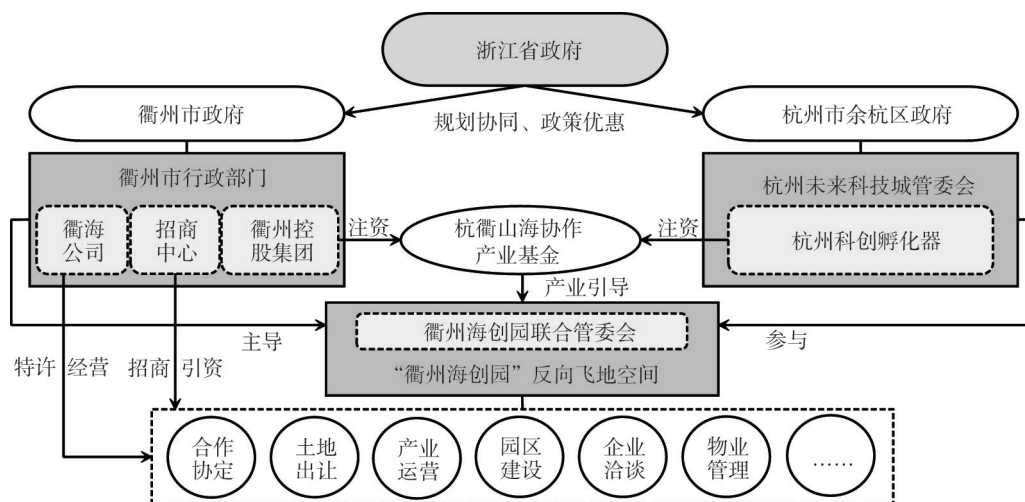 浙江省政府
衢州市政府
规划协同、政策优惠
杭州市余杭区政府
衢州市行政部门
杭州未来科技城管委会
衢海
公司
招商
中心
衢州控
股集团
注资
杭衢山海协作
产业基金
注资
杭州科创孵化器
产业引导
主导
衢州海创园联合管委会
参与
“衢州海创园”反向飞地空间
特许 经营
招商 引资
合作
协定
土地
出让
产业
运营
园区
建设
企业
洽谈
物业
管理
……